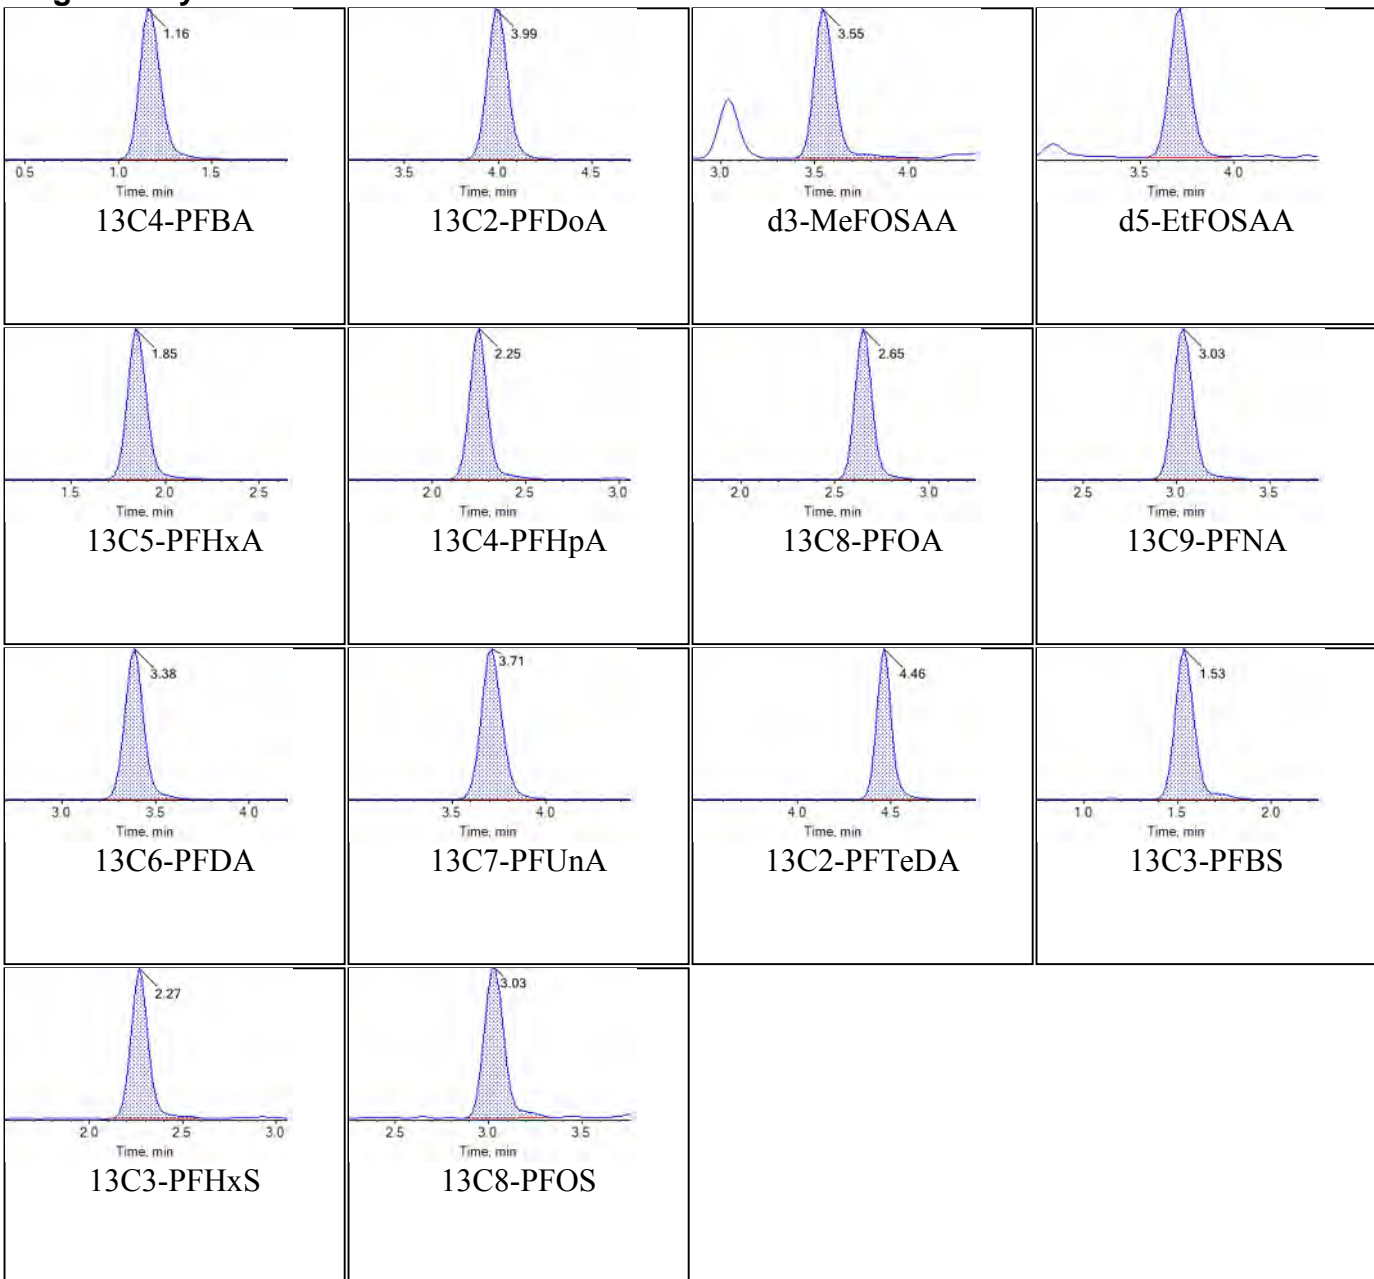 1.16
0.5 1.0 1.5
Time, min
13C4-PFBA
3.99
3.5 4.0 4.5
Time, min
13C2-PFDoA
3.55
3.0 3.5 4.0
Time, min
d3-MeFOSAA
3.5 4.0
Time, min
d5-EtFOSAA
1.85
1.5 2.0 2.5
Time, min
13C5-PFHxA
2.25
2.0 2.5 3.0
Time, min
13C4-PFHpA
2.65
2.0 2.5 3.0
Time, min
13C8-PFOA
3.03
2.5 3.0 3.5
Time, min
13C9-PFNA
3.38
3.0 3.5 4.0
Time, min
13C6-PFDA
3.71
3.5 4.0
Time, min
13C7-PFUnA
4.46
4.0 4.5
Time, min
13C2-PFTeDA
1.53
1.0 1.5 2.0
Time, min
13C3-PFBS
2.27
2.0 2.5 3.0
Time, min
13C3-PFHxS
3.03
2.5 3.0 3.5
Time, min
13C8-PFOS